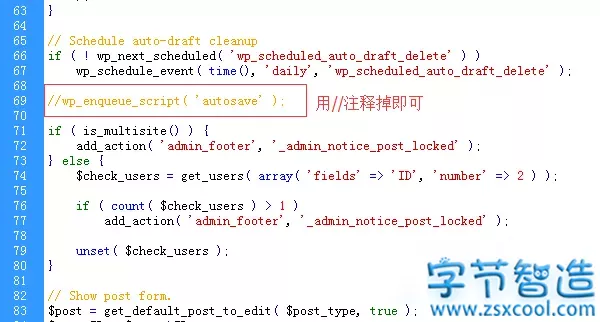 63 }
64
65 // Schedule auto-draft cleanup
66 if ( ! wp_next_scheduled( 'wp_scheduled_auto_draft_delete' ) )
67 wp_schedule_event( time(), 'daily', 'wp_scheduled_auto_draft_delete' );
68
69 //wp_enqueue_script( 'autosave' ); 用//注释掉即可
70
71 if ( is_multisite() ) {
72 add_action( 'admin_footer', '_admin_notice_post_locked' );
73 } else {
74 $check_users = get_users( array( 'fields' => 'ID', 'number' => 2 ) );
75
76 if ( count( $check_users ) > 1 )
77 add_action( 'admin_footer', '_admin_notice_post_locked' );
78
79 unset( $check_users );
80 }
81
82 // Show post form.
83 $post = get_default_post_to_edit( $post_type, true );
字节智造
www.zsxcool.com